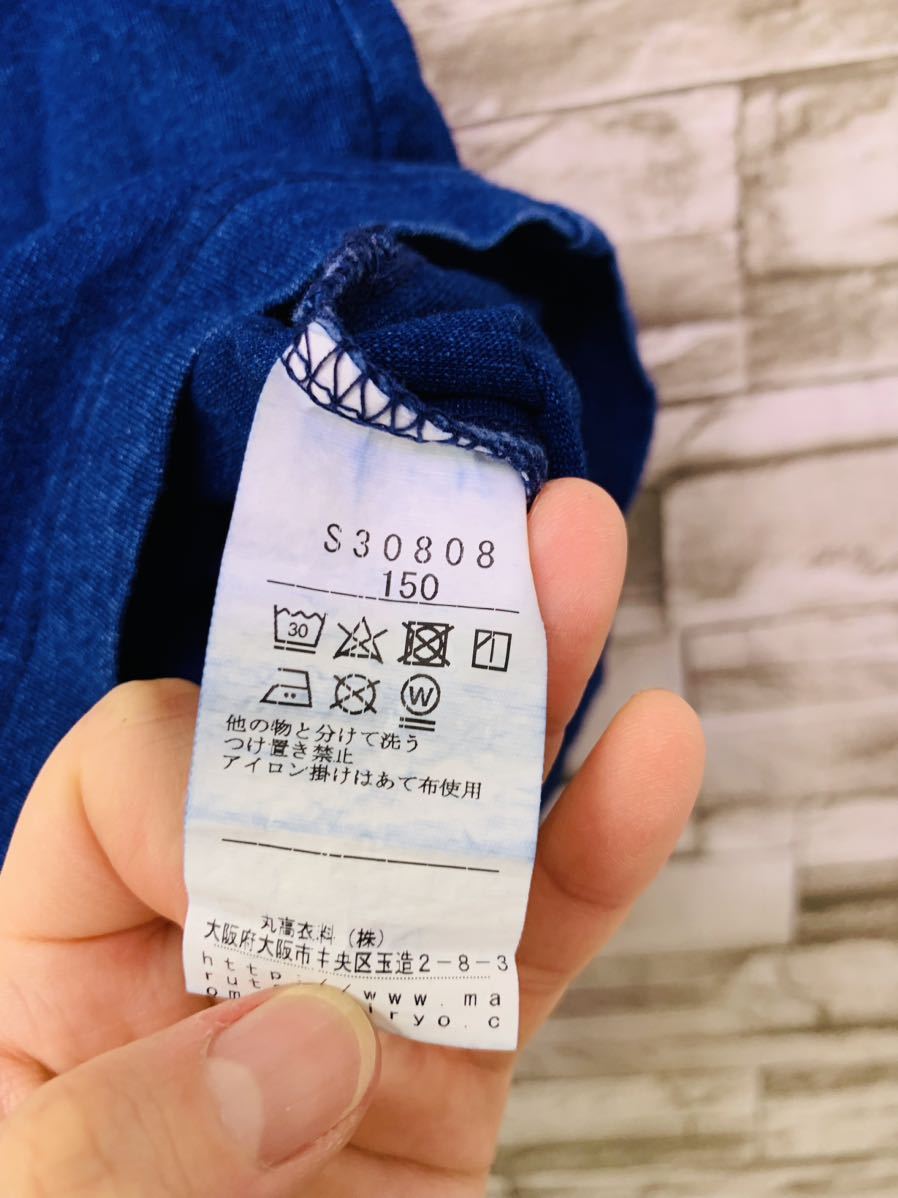 S30808
150
30
W
他の物と分けて洗う
つけ置き禁止
アイロン掛けはあて布使用
丸高衣料(株)
大阪府大阪市中央区玉造2-8-3
http://www.ma
iryo.c